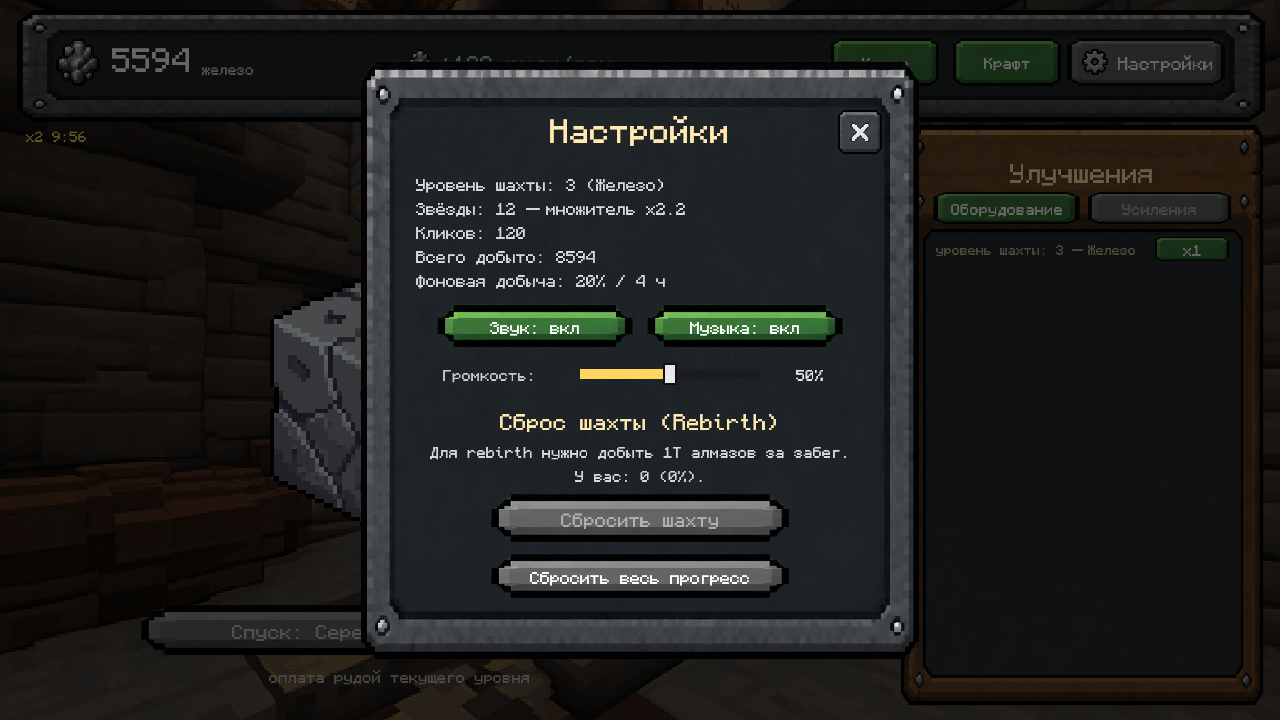 5594 железо
Крафт
Настройки
x2 9:56
Настройки
Уровень шахты: 3 (Железо)
Звёзды: 12 — множитель x2.2
Кликов: 120
Всего добыто: 8594
Фоновая добыча: 20% / 4 ч
Звук: вкл
Музыка: вкл
Громкость:
50%
Сброс шахты (Rebirth)
Для rebirth нужно добыть 1T алмазов за забег.
У вас: 0 (0%).
Сбросить шахту
Сбросить весь прогресс
Улучшения
Оборудование
Усиления
уровень шахты: 3 — Железо
x1
Спуск: Сере
оплата рудой текущего уровня